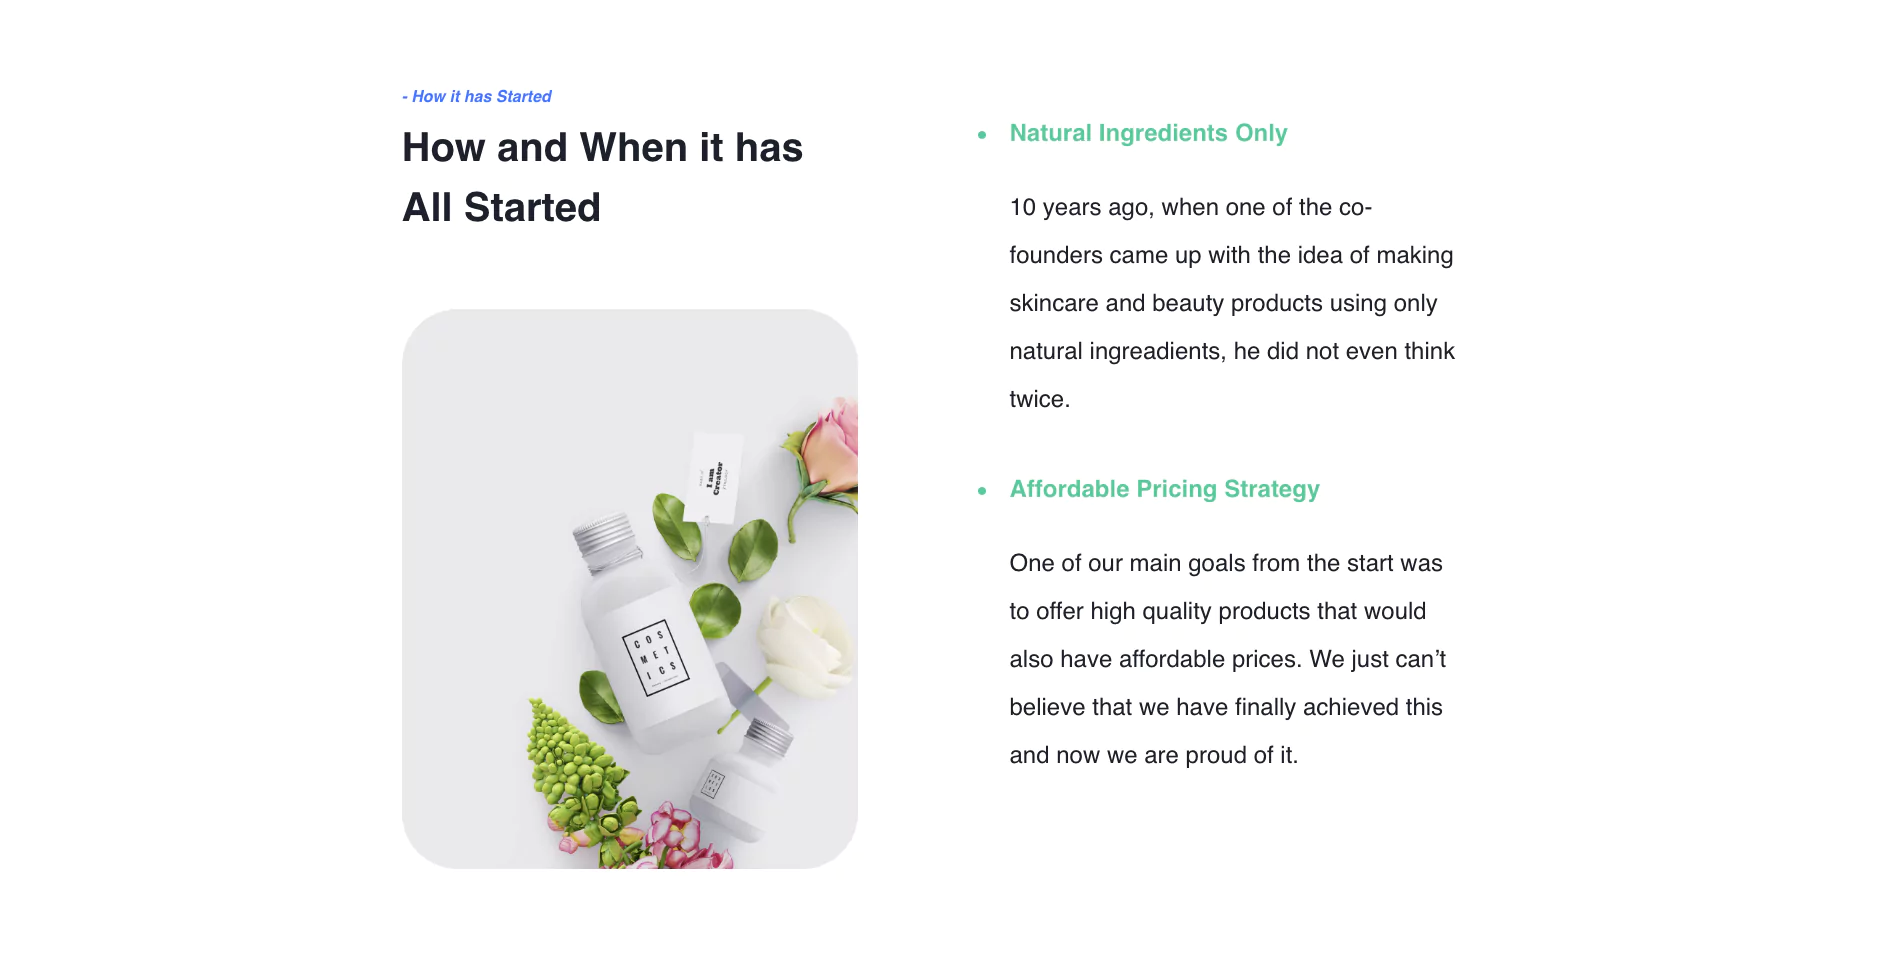 - How it has Started
How and When it has
All Started
I am
Creator
COS
MET
ICS
Natural Ingredients Only
10 years ago, when one of the co-
founders came up with the idea of making
skincare and beauty products using only
natural ingreadients, he did not even think
twice.
Affordable Pricing Strategy
One of our main goals from the start was
to offer high quality products that would
also have affordable prices. We just can’t
believe that we have finally achieved this
and now we are proud of it.